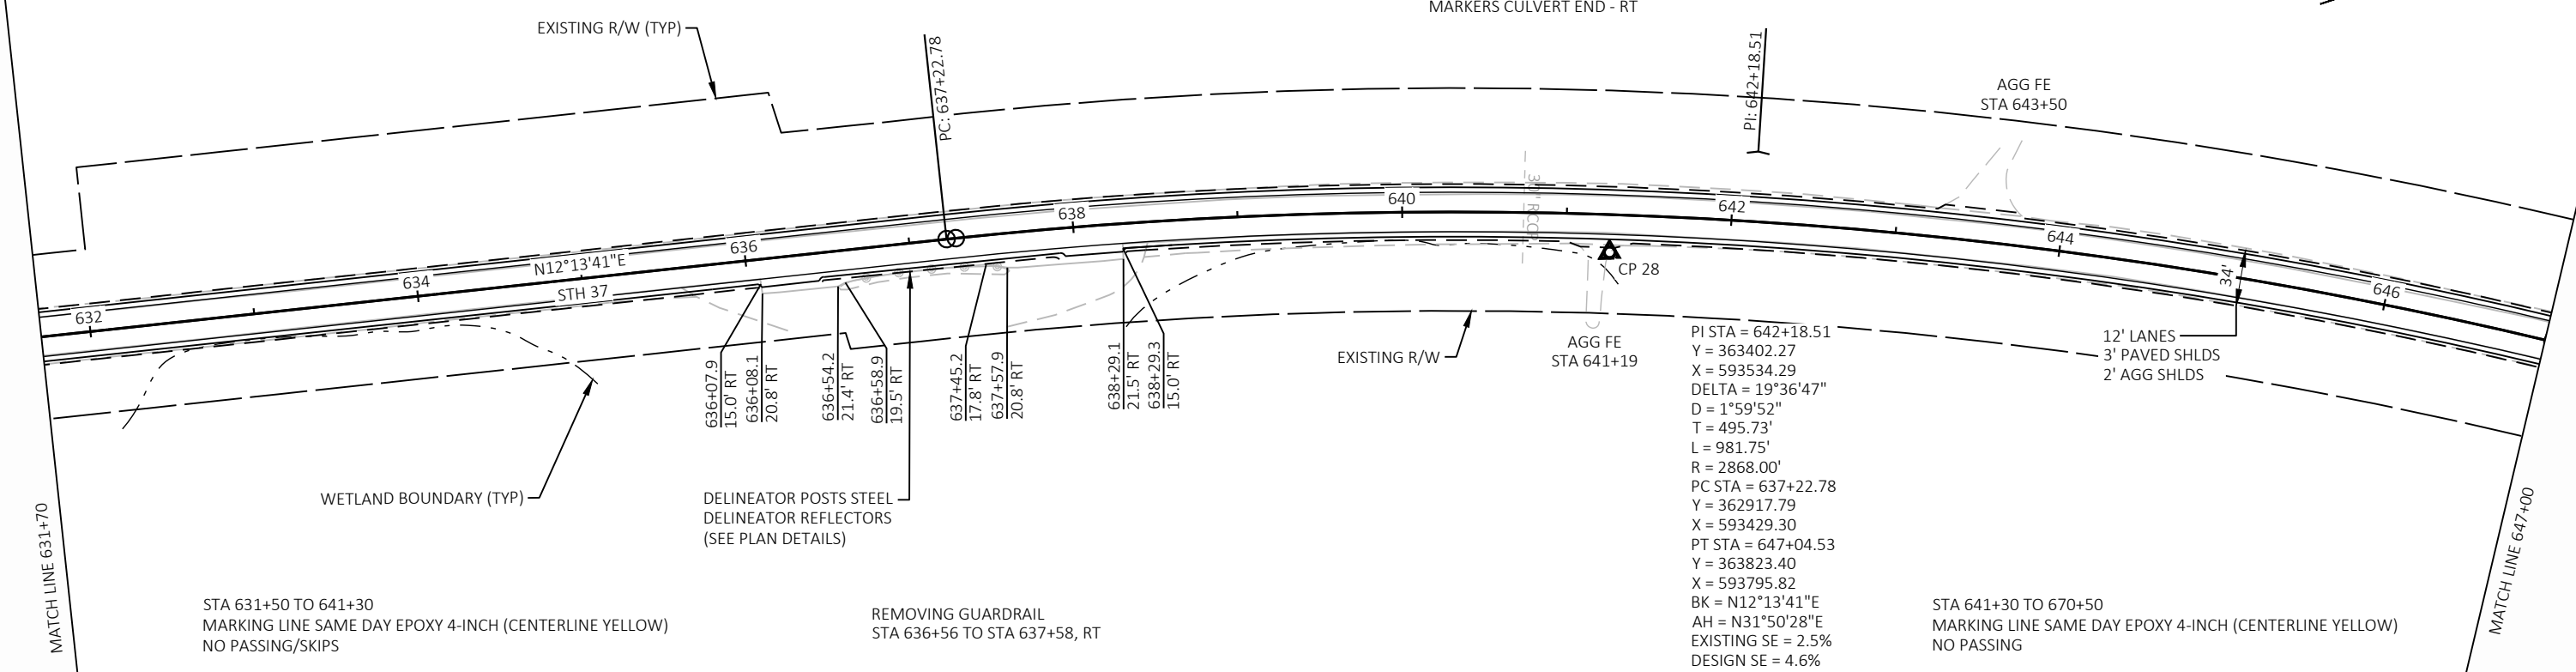 MARKERS CULVERT END - RT
EXISTING R/W (TYP)
PC: 637+22.78
PI: 642+18.51
AGG FE
STA 643+50
30' RCCP
632
634
636
638
640
642
644
646
N12°13'41"E
STH 37
34'
CP 28
636+07.9
15.0' RT
636+08.1
20.8' RT
636+54.2
21.4' RT
636+58.9
19.5' RT
637+45.2
17.8' RT
637+57.9
20.8' RT
638+29.1
21.5' RT
638+29.3
15.0' RT
EXISTING R/W
AGG FE
STA 641+19
12' LANES
3' PAVED SHLDS
2' AGG SHLDS
PI STA = 642+18.51
Y = 363402.27
X = 593534.29
DELTA = 19°36'47"
D = 1°59'52"
T = 495.73'
L = 981.75'
R = 2868.00'
PC STA = 637+22.78
Y = 362917.79
X = 593429.30
PT STA = 647+04.53
Y = 363823.40
X = 593795.82
BK = N12°13'41"E
AH = N31°50'28"E
EXISTING SE = 2.5%
DESIGN SE = 4.6%
WETLAND BOUNDARY (TYP)
DELINEATOR POSTS STEEL
DELINEATOR REFLECTORS
(SEE PLAN DETAILS)
MATCH LINE 631+70
MATCH LINE 647+00
STA 631+50 TO 641+30
MARKING LINE SAME DAY EPOXY 4-INCH (CENTERLINE YELLOW)
NO PASSING/SKIPS
REMOVING GUARDRAIL
STA 636+56 TO STA 637+58, RT
STA 641+30 TO 670+50
MARKING LINE SAME DAY EPOXY 4-INCH (CENTERLINE YELLOW)
NO PASSING